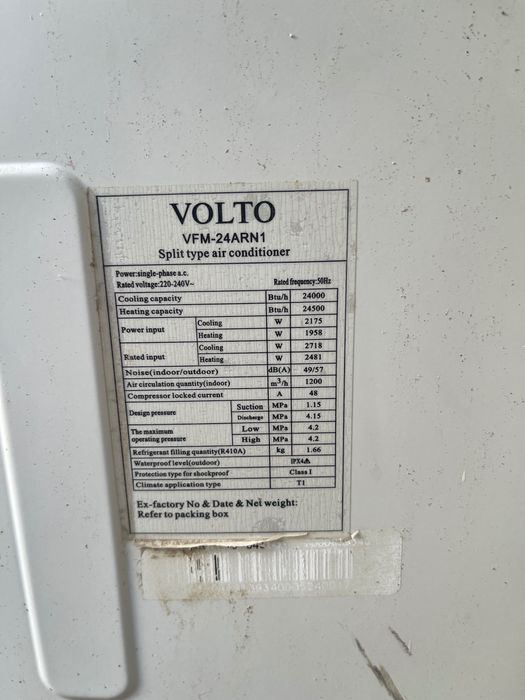 VOLTO
VFM-24ARN1
Split type air conditioner
Power:single-phase a.c.
Rated voltage:220-240V~ Rated frequency:50Hz
Cooling capacity Btu/h 24000
Heating capacity Btu/h 24500
Power input Cooling W 2175
Heating W 1958
Rated input Cooling W 2718
Heating W 2481
Noise(indoor/outdoor) dB(A) 49/57
Air circulation quantity(indoor) m³/h 1200
Compressor locked current A 48
Design pressure Suction MPa 1.15
Discharge MPa 4.15
The maximum operating pressure Low MPa 4.2
High MPa 4.2
Refrigerant filling quantity(R410A) kg 1.66
Waterproof level(outdoor) IPX4
Protection type for shockproof Class I
Climate application type T1
Ex-factory No & Date & Net weight:
Refer to packing box